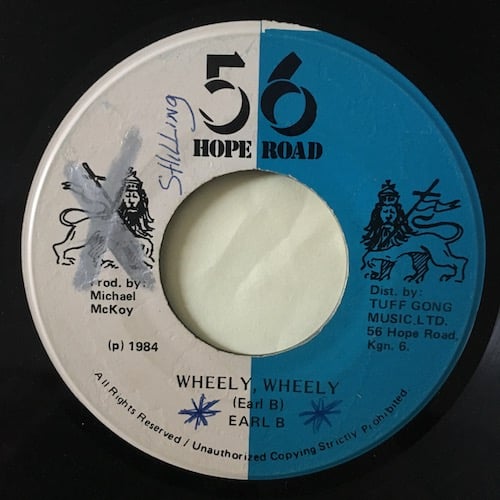 56
HOPE ROAD
SHILLING
Prod. by:
Michael
McKoy
(p) 1984
Dist. by:
TUFF GONG
MUSIC.LTD.
56 Hope Road,
Kgn. 6.
WHEELY, WHEELY
(Earl B)
EARL B
All Rights Reserved / Unauthorized Copying Strictly Prohibited.